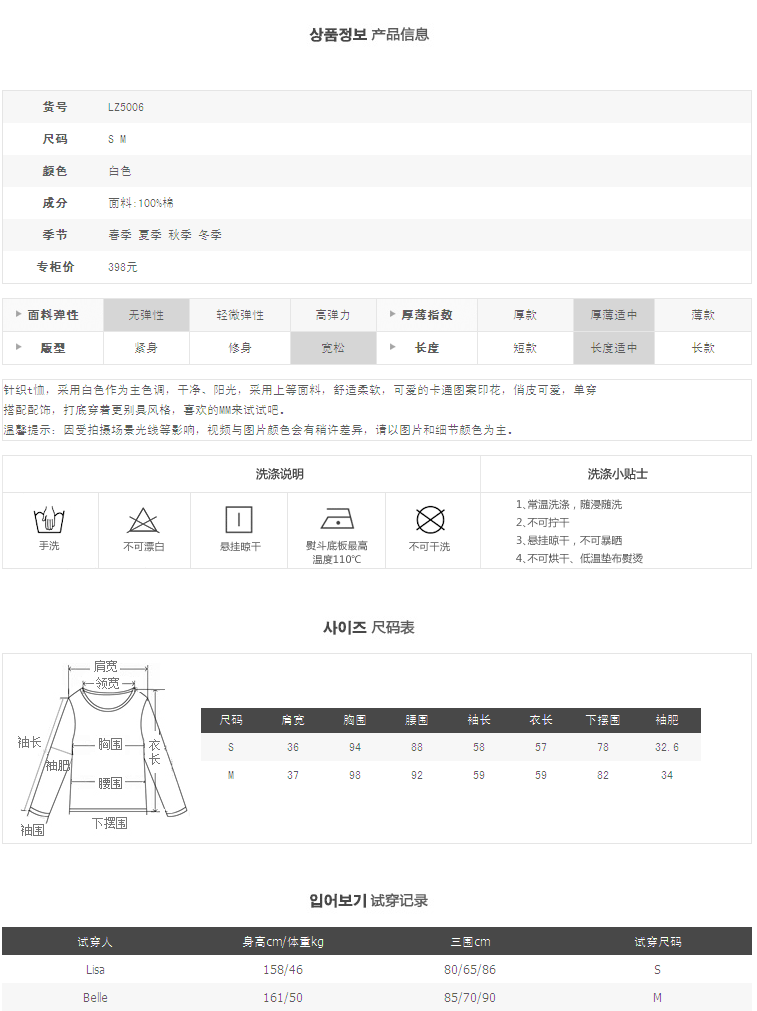 상품정보 产品信息
货号 LZ5006
尺码 S M
颜色 白色
成分 面料:100%棉
季节 春季 夏季 秋季 冬季
专柜价 398元
面料弹性 无弹性 轻微弹性 高弹力 厚薄指数 厚款 厚薄适中 薄款
版型 紧身 修身 宽松 长度 短款 长度适中 长款
针织t恤，采用白色作为主色调，干净、阳光，采用上等面料，舒适柔软，可爱的卡通图案印花，俏皮可爱，单穿
搭配配饰，打底穿着更别具风格，喜欢的MM来试试吧。
温馨提示：因受拍摄场景光线等影响，视频与图片颜色会有稍许差异，请以图片和细节颜色为主。
洗涤说明 洗涤小贴士
手洗 不可漂白 悬挂晾干 熨斗底板最高
温度110℃ 不可干洗
1、常温洗涤，随浸随洗
2、不可拧干
3、悬挂晾干，不可暴晒
4、不可烘干、低温垫布熨烫
사이즈 尺码表
肩宽
领宽
袖长
胸围
衣长
袖肥
腰围
下摆围
袖围
尺码 肩宽 胸围 腰围 袖长 衣长 下摆围 袖肥
S 36 94 88 58 57 78 32.6
M 37 98 92 59 59 82 34
입어보기 试穿记录
试穿人 身高cm/体重kg 三围cm 试穿尺码
Lisa 158/46 80/65/86 S
Belle 161/50 85/70/90 M